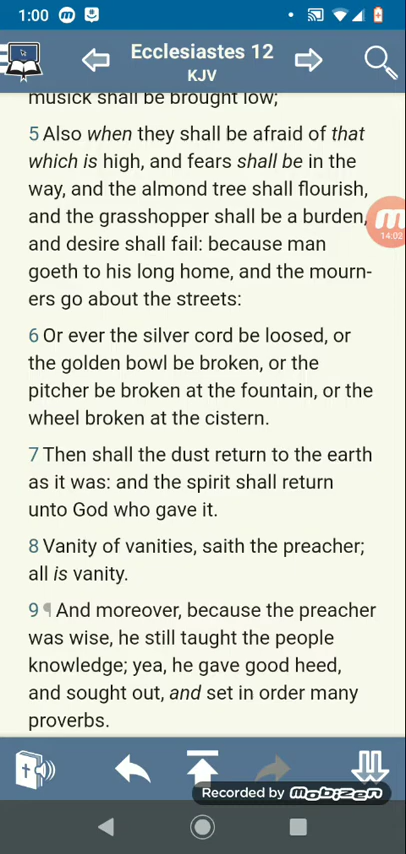 1:00
Ecclesiastes 12
KJV
musick shall be brought low;
5 Also when they shall be afraid of that
which is high, and fears shall be in the
way, and the almond tree shall flourish,
and the grasshopper shall be a burden,
and desire shall fail: because man
goeth to his long home, and the mourn-
ers go about the streets:
14:02
6 Or ever the silver cord be loosed, or
the golden bowl be broken, or the
pitcher be broken at the fountain, or the
wheel broken at the cistern.
7 Then shall the dust return to the earth
as it was: and the spirit shall return
unto God who gave it.
8 Vanity of vanities, saith the preacher;
all is vanity.
9 ¶ And moreover, because the preacher
was wise, he still taught the people
knowledge; yea, he gave good heed,
and sought out, and set in order many
proverbs.
Recorded by mobizen